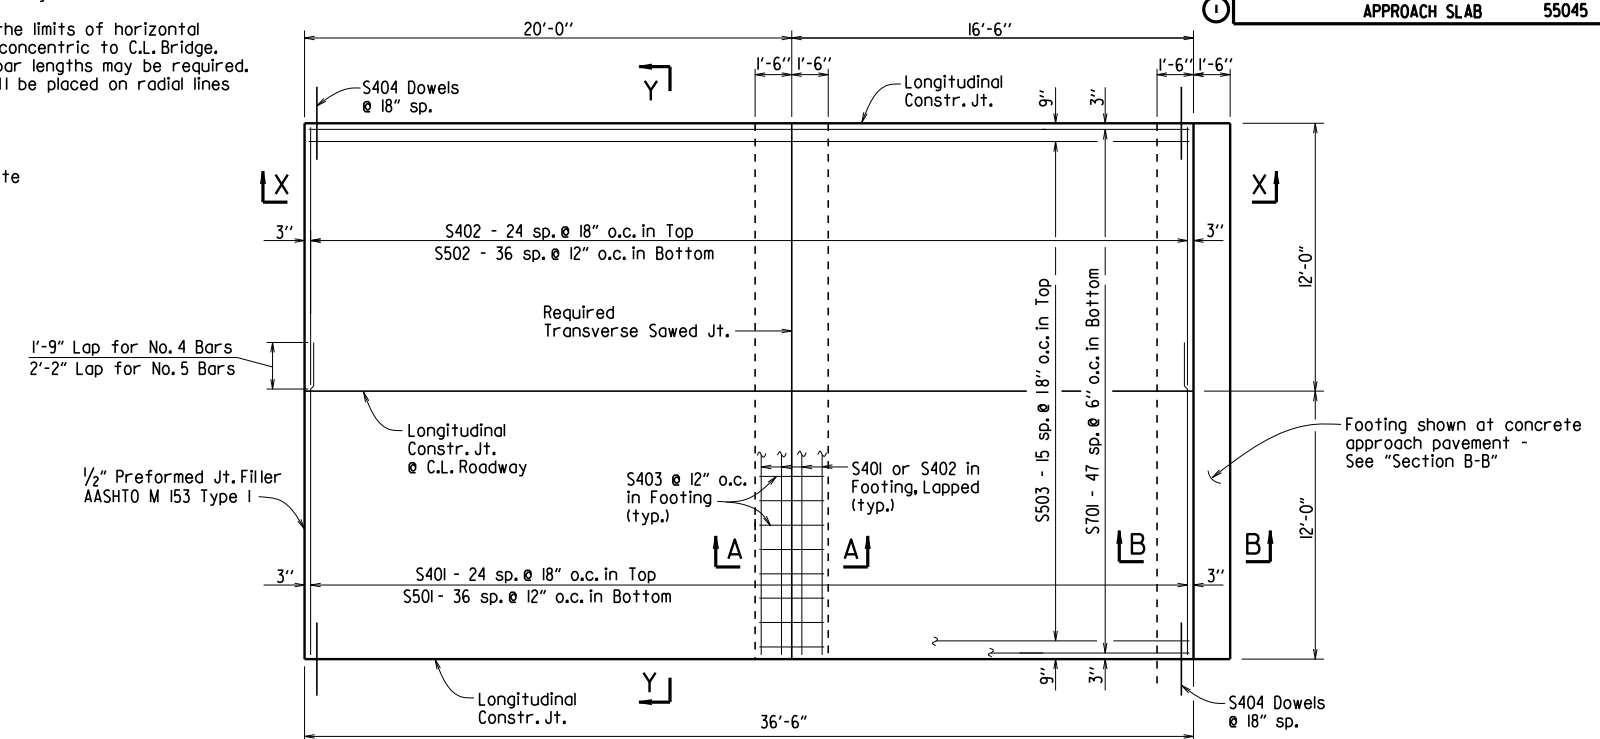 the limits of horizontal
concentric to C.L. Bridge.
bar lengths may be required.
ll be placed on radial lines
te
APPROACH SLAB 55045
20'-0"
16'-6"
1'-6" 1'-6"
1'-6" 1'-6"
S404 Dowels
@ 18" sp.
Y
Longitudinal
Constr. Jt.
9"
3"
X
X
3"
S402 - 24 sp. @ 18" o.c. in Top
S502 - 36 sp. @ 12" o.c. in Bottom
3"
12'-0"
Required
Transverse Sawed Jt.
S503 - 15 sp. @ 18" o.c. in Top
S701 - 47 sp. @ 6" o.c. in Bottom
1'-9" Lap for No. 4 Bars
2'-2" Lap for No. 5 Bars
Longitudinal
Constr. Jt.
@ C.L. Roadway
Footing shown at concrete
approach pavement -
See "Section B-B"
1/2" Preformed Jt. Filler
AASHTO M 153 Type 1
S403 @ 12" o.c.
in Footing
(typ.)
S401 or S402 in
Footing, Lapped
(typ.)
12'-0"
A
A
B
B
3"
S401 - 24 sp. @ 18" o.c. in Top
S501 - 36 sp. @ 12" o.c. in Bottom
3"
9"
3"
Y
Longitudinal
Constr. Jt.
S404 Dowels
@ 18" sp.
36'-6"